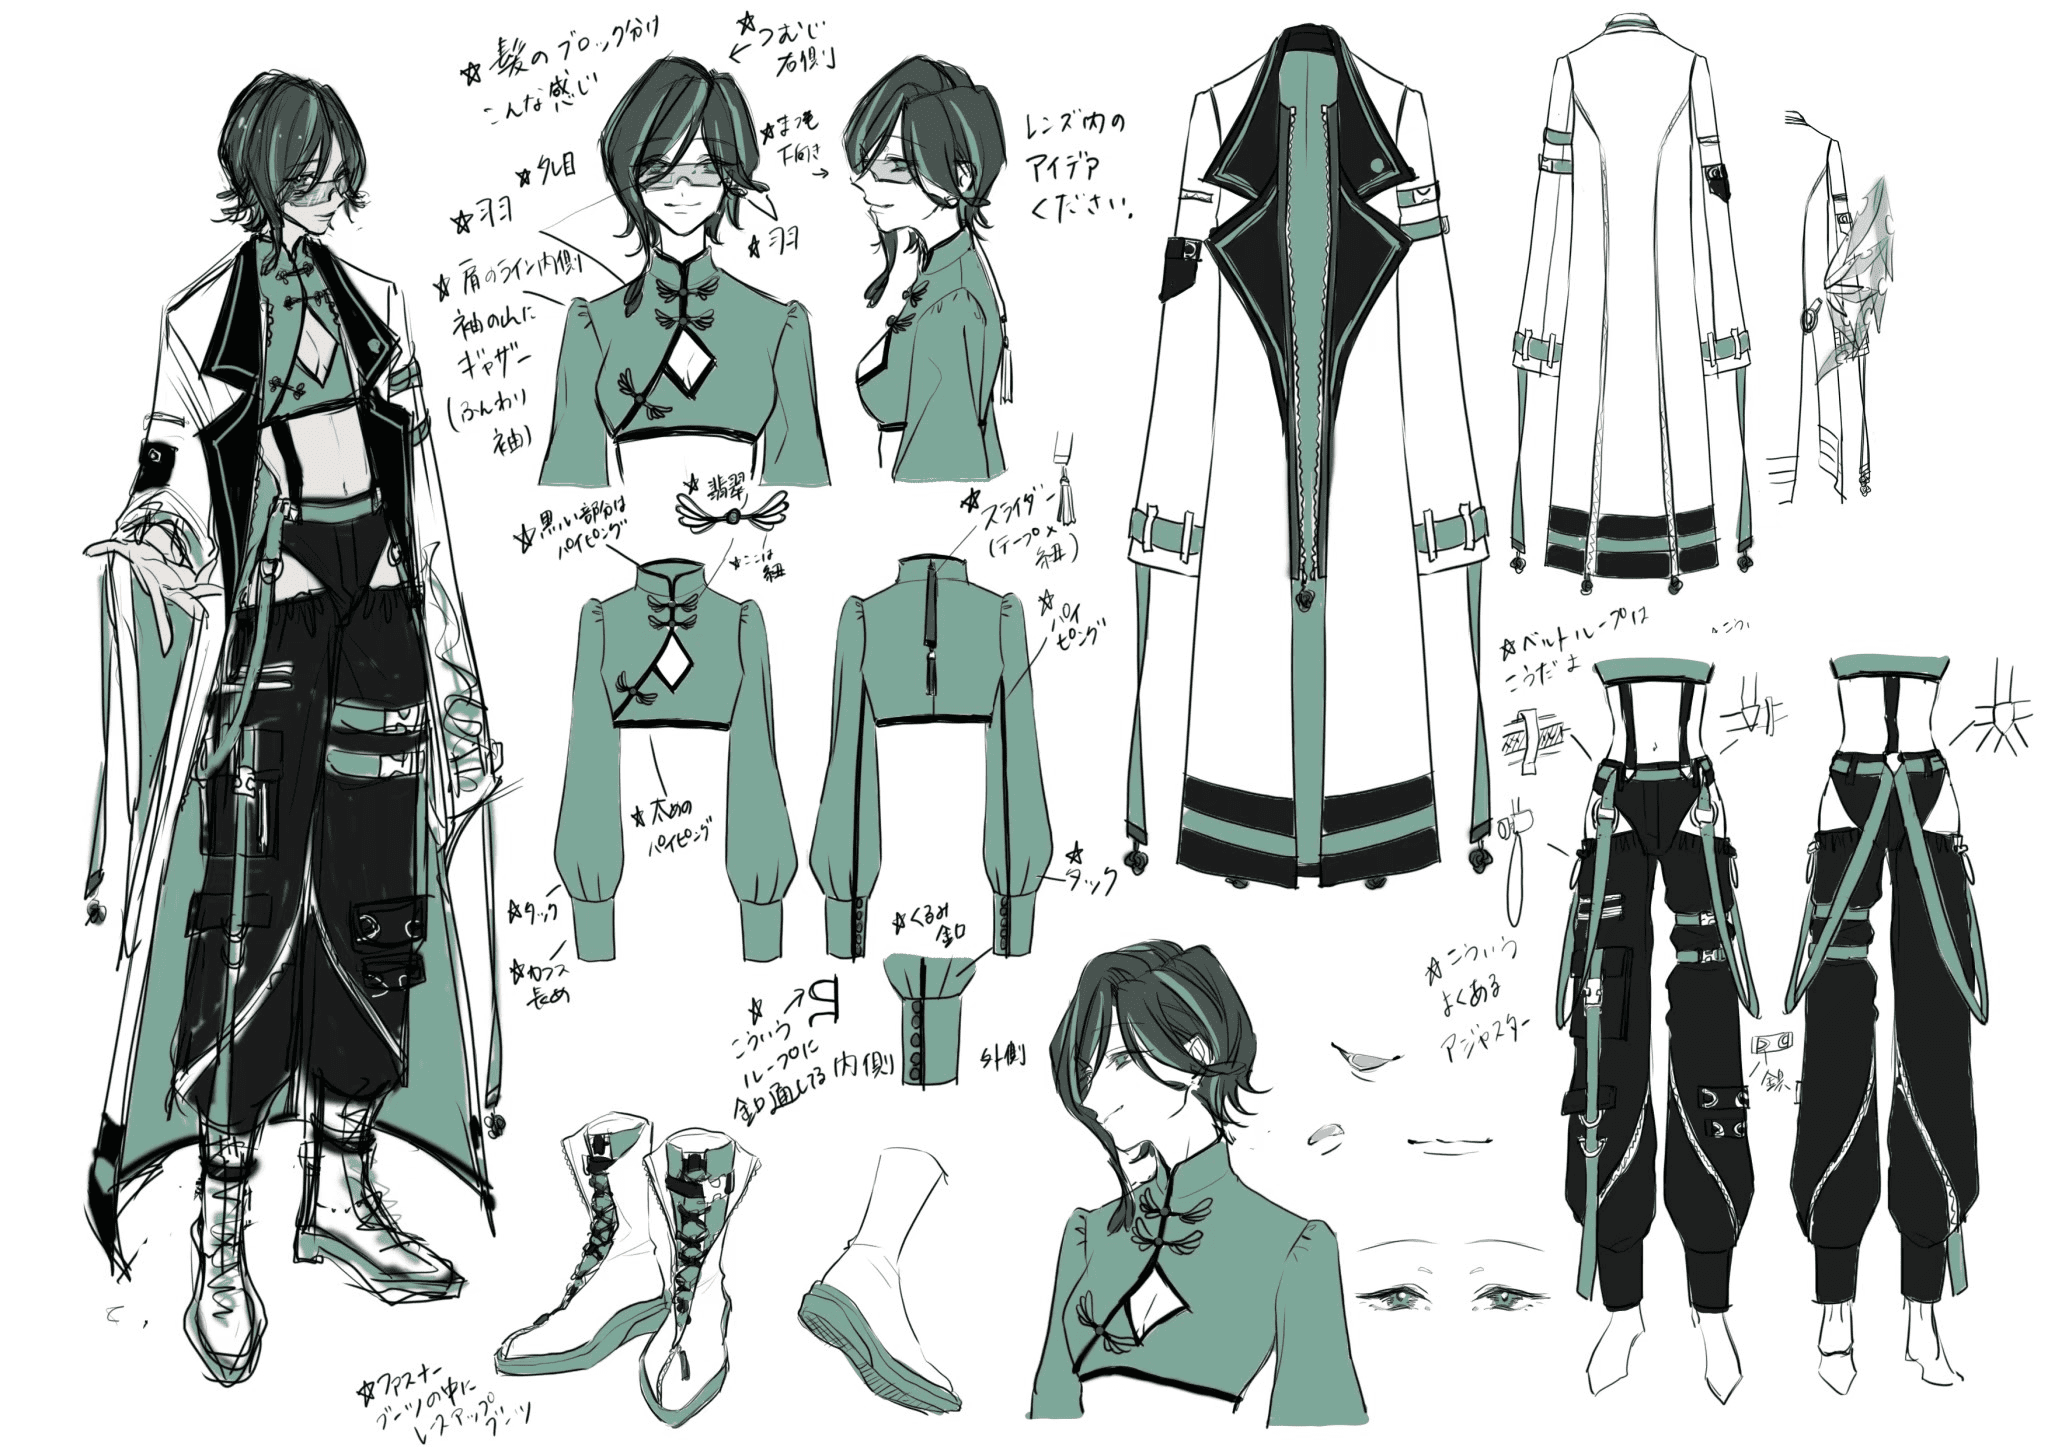 ☆髪のブロック分け
こんな感じ
☆つむじ
右側
☆タレ目
☆まつ毛
下向き
☆羽
☆羽
レンズ内の
アイデア
ください.
☆肩のライン内側
袖の山に
ギャザー
(ふんわり
袖)
☆翡翠
☆黒い部分は
パイピング
☆ここは
紐
☆スライダー
(テープ×
紐)
☆パイ
ピング
☆太めの
パイピング
☆タック
☆カフス
長め
☆タック
☆くるみ
釦
☆
こういう
ループに
釦通してる
内側
外側
☆ベルトループは
こうだよ
こうい
☆こういう
よくある
アジャスター
銀
☆ファスナー
ブーツの中に
レースアップ
ブーツ